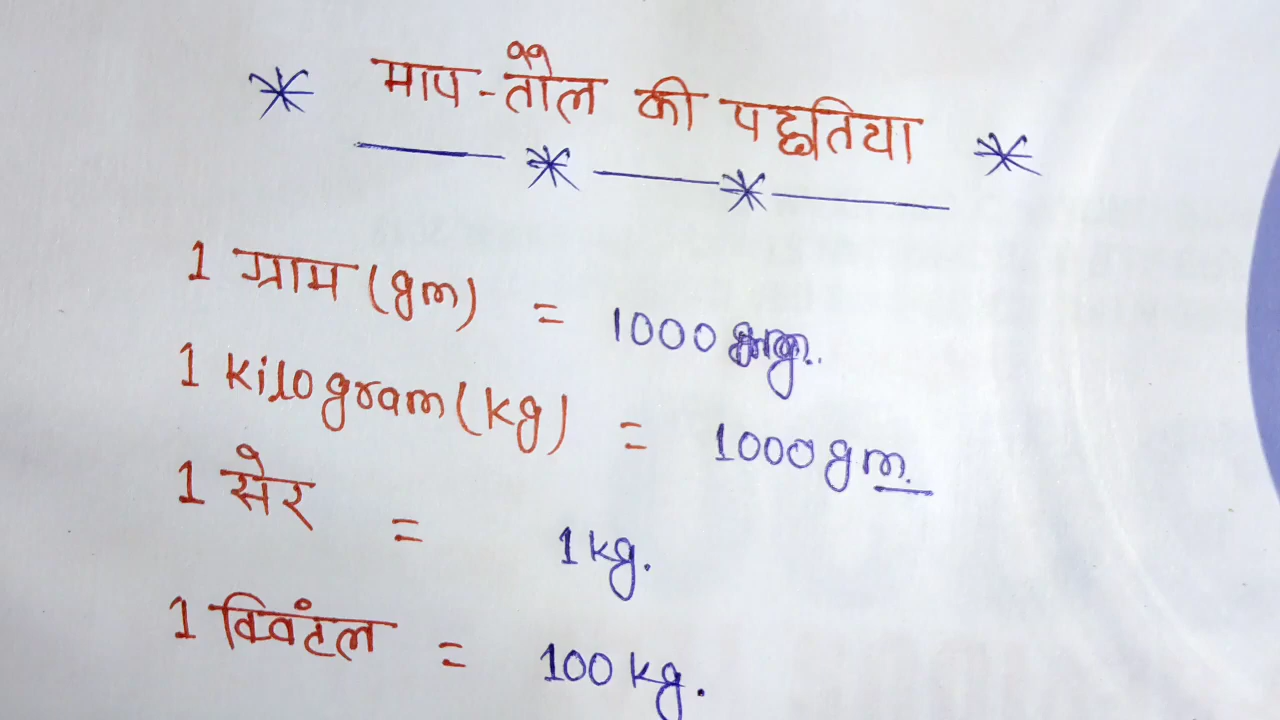 माप-तौल की पद्धतिया
1 ग्राम (gm) = 1000 mg.
1 kilogram (kg) = 1000 gm.
1 सेर = 1 kg.
1 क्विंटल = 100 kg.